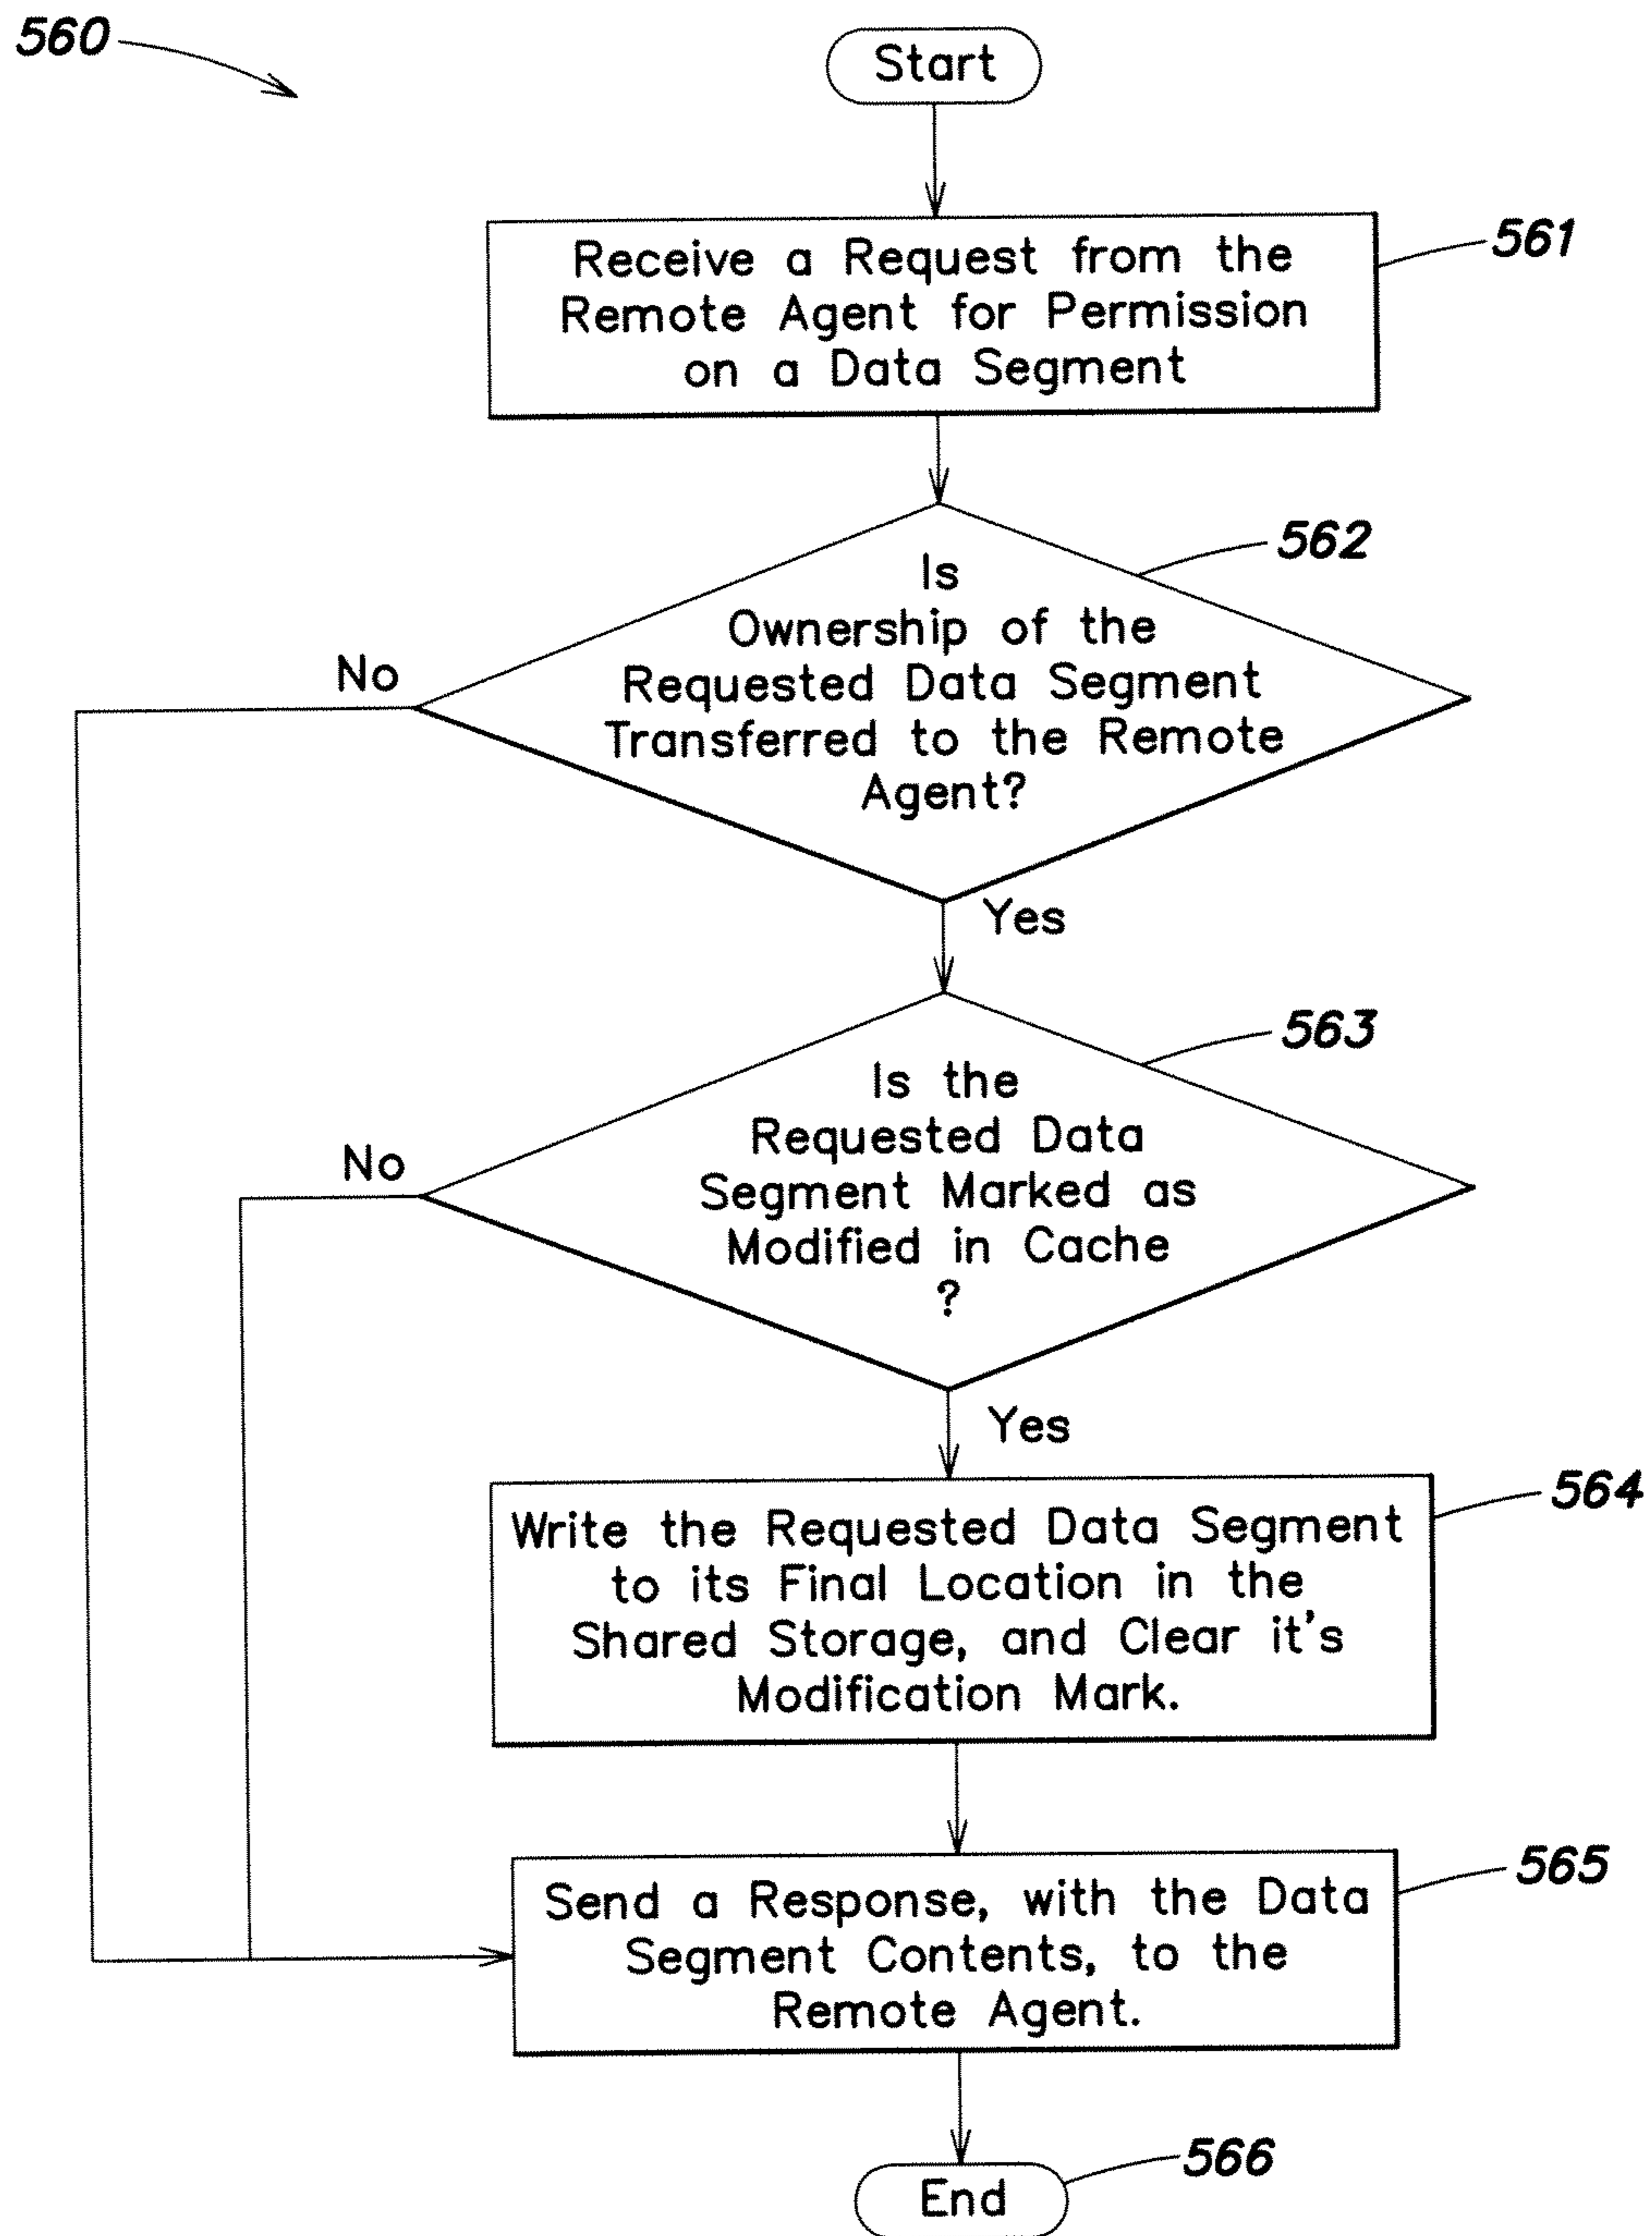 560
Start
Receive a Request from the
Remote Agent for Permission
on a Data Segment
561
Is
Ownership of the
Requested Data Segment
Transferred to the Remote
Agent?
562
No
Yes
Is the
Requested Data
Segment Marked as
Modified in Cache
?
563
No
Yes
Write the Requested Data Segment
to its Final Location in the
Shared Storage, and Clear it's
Modification Mark.
564
Send a Response, with the Data
Segment Contents, to the
Remote Agent.
565
End
566